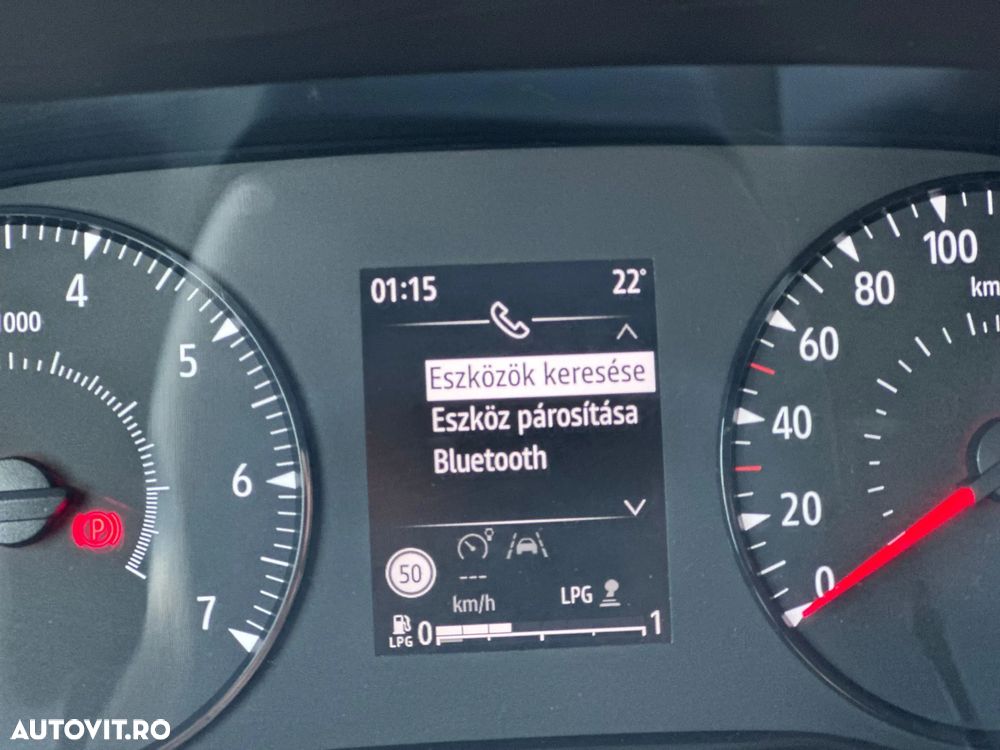 01:15 22°
Eszközök keresése
Eszköz párosítása
Bluetooth
50
---
km/h
LPG
LPG 0 1
4
5
6
7
1000
P
0
20
40
60
80
100
km
AUTOVIT.RO